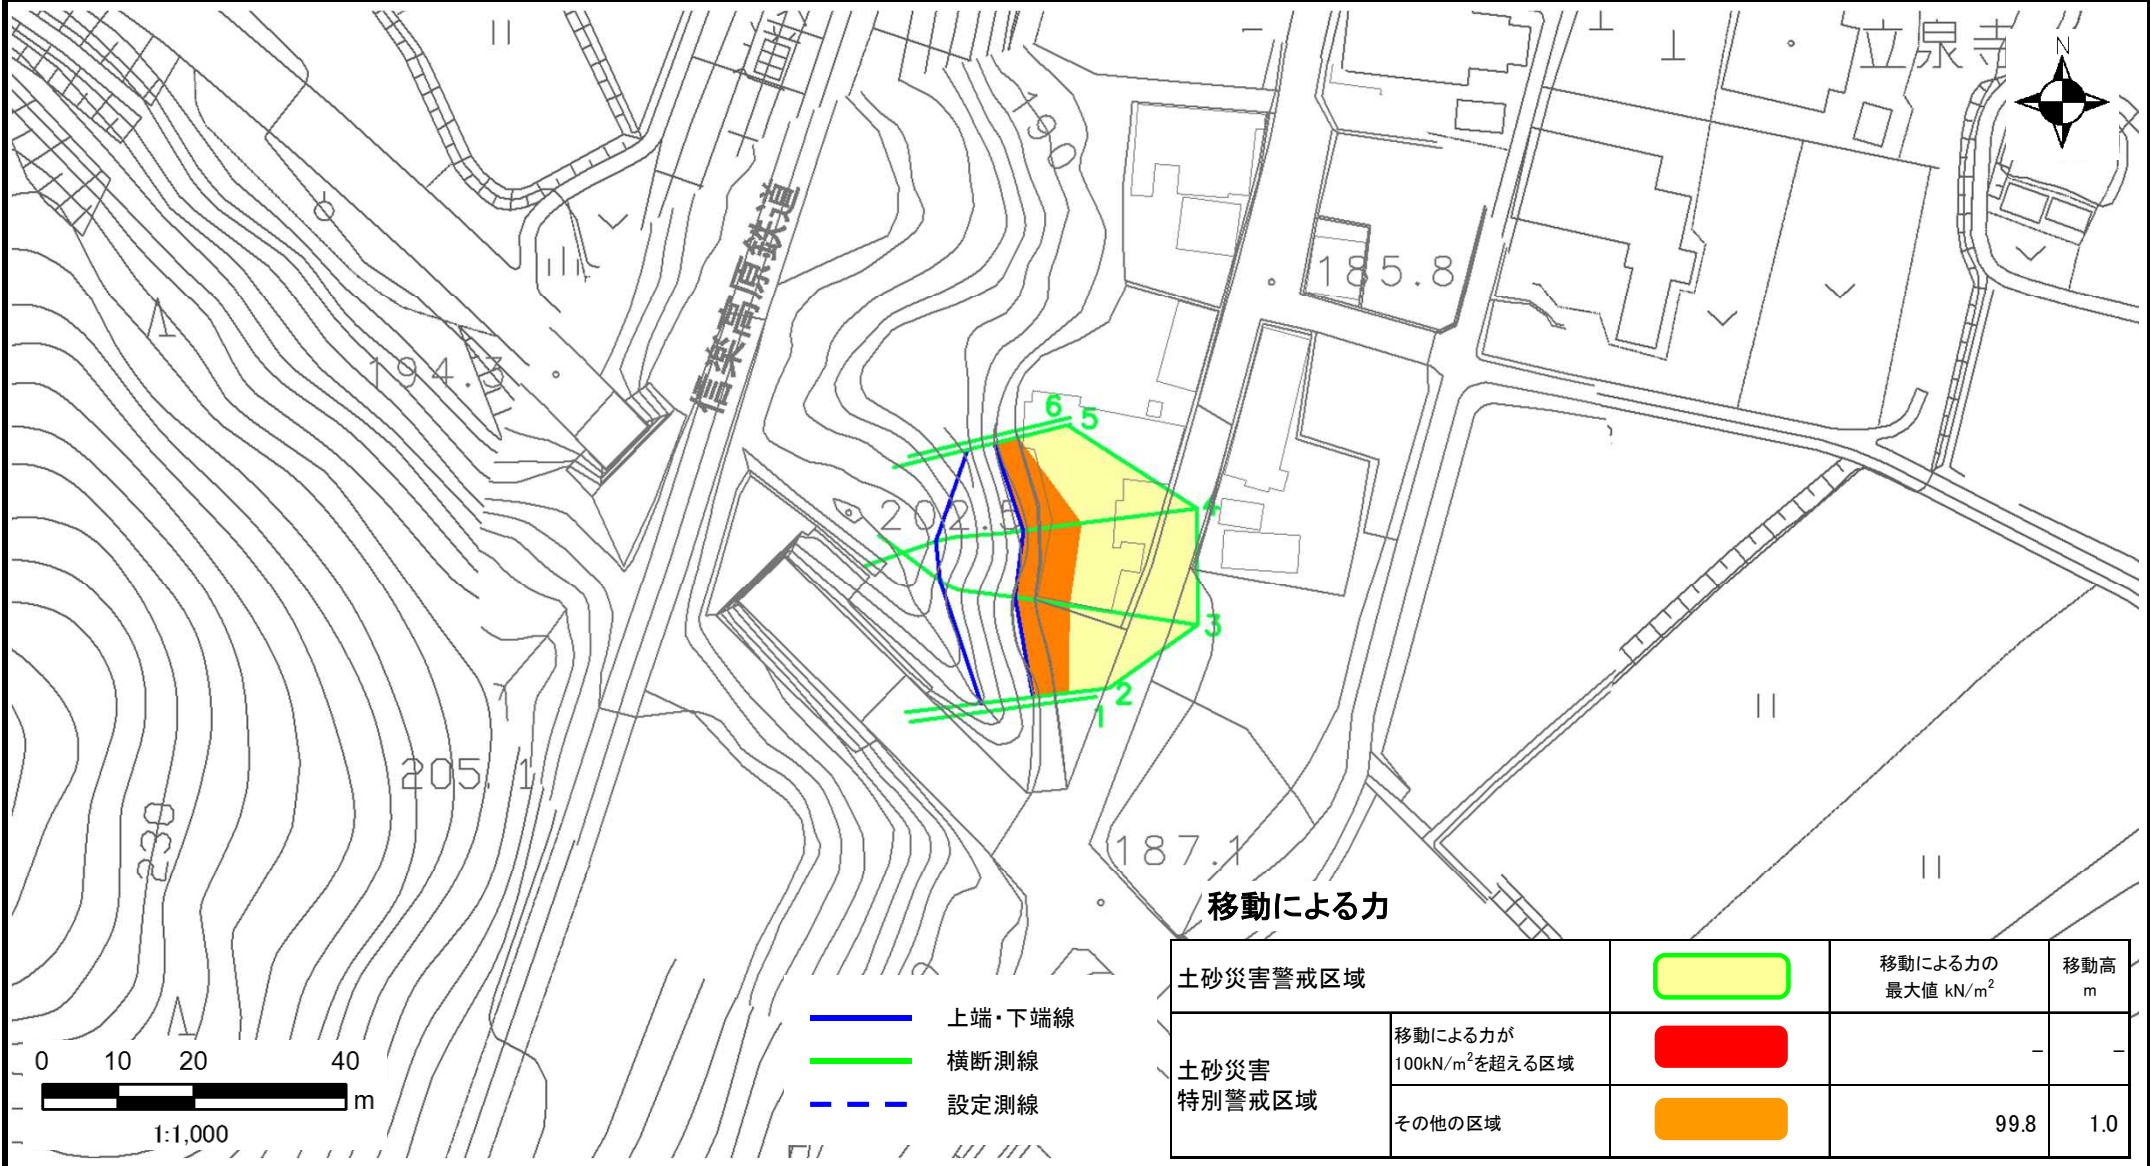 立泉寺
N
190
信楽高原鉄道
185.8
194.3
6 5
202.5
4
3
2
1
205.1
230
187.1
移動による力
土砂災害警戒区域
移動による力の
最大値 kN/m²
移動高
m
土砂災害
特別警戒区域
移動による力が
100kN/m²を超える区域
－ －
その他の区域
99.8 1.0
上端・下端線
横断測線
設定測線
0 10 20 40
m
1:1,000